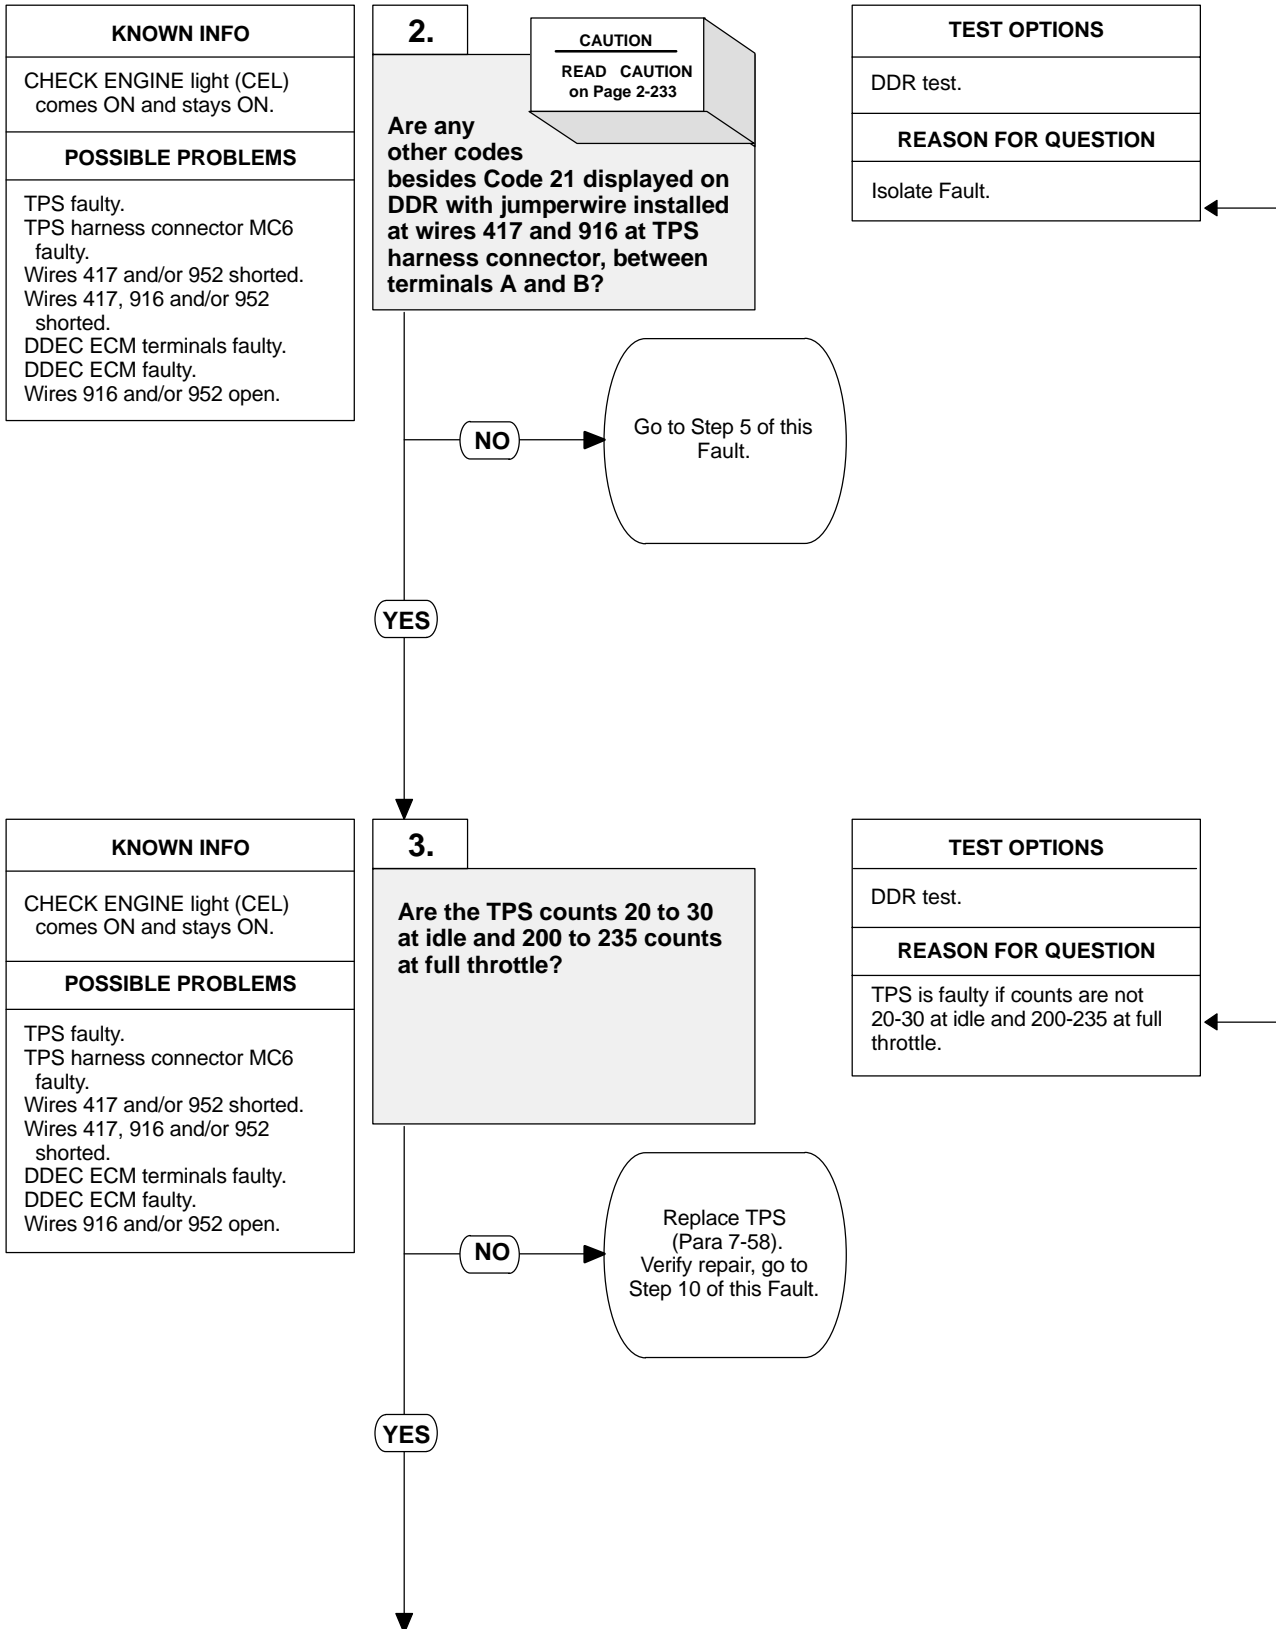 KNOWN INFO
CHECK ENGINE light (CEL)
comes ON and stays ON.
POSSIBLE PROBLEMS
TPS faulty.
TPS harness connector MC6
faulty.
Wires 417 and/or 952 shorted.
Wires 417, 916 and/or 952
shorted.
DDEC ECM terminals faulty.
DDEC ECM faulty.
Wires 916 and/or 952 open.
2.
CAUTION
READ CAUTION
on Page 2-233
Are any
other codes
besides Code 21 displayed on
DDR with jumperwire installed
at wires 417 and 916 at TPS
harness connector, between
terminals A and B?
TEST OPTIONS
DDR test.
REASON FOR QUESTION
Isolate Fault.
NO
Go to Step 5 of this
Fault.
YES
KNOWN INFO
CHECK ENGINE light (CEL)
comes ON and stays ON.
POSSIBLE PROBLEMS
TPS faulty.
TPS harness connector MC6
faulty.
Wires 417 and/or 952 shorted.
Wires 417, 916 and/or 952
shorted.
DDEC ECM terminals faulty.
DDEC ECM faulty.
Wires 916 and/or 952 open.
3.
Are the TPS counts 20 to 30
at idle and 200 to 235 counts
at full throttle?
TEST OPTIONS
DDR test.
REASON FOR QUESTION
TPS is faulty if counts are not
20-30 at idle and 200-235 at full
throttle.
NO
Replace TPS
(Para 7-58).
Verify repair, go to
Step 10 of this Fault.
YES